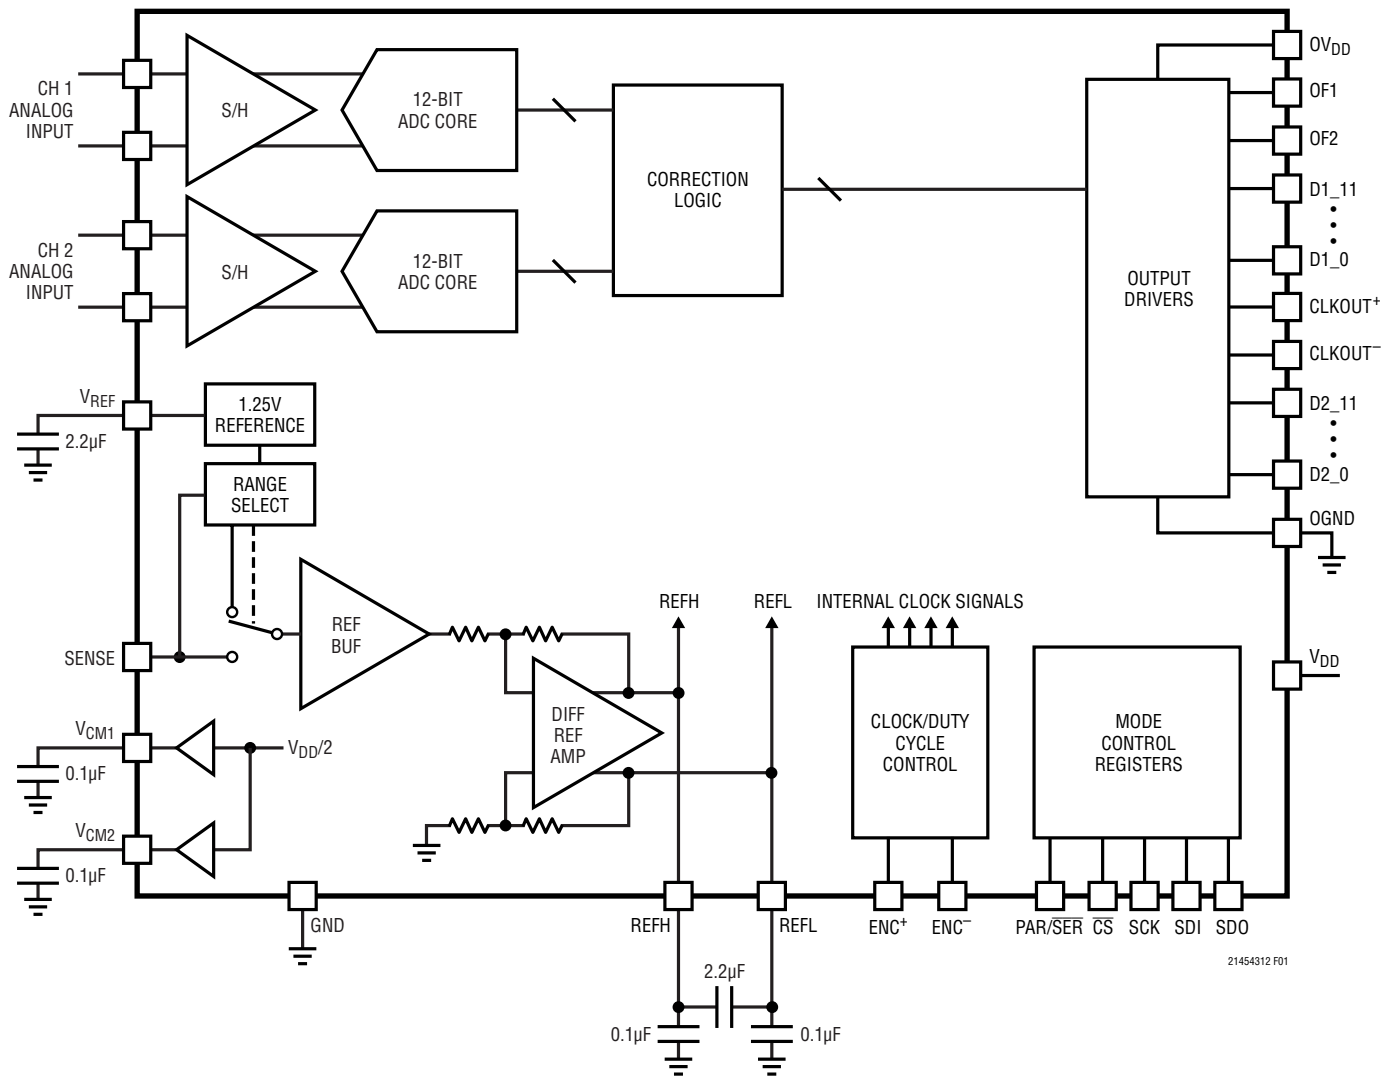 CH 1
ANALOG
INPUT
S/H
12-BIT
ADC CORE
CORRECTION
LOGIC
CH 2
ANALOG
INPUT
S/H
12-BIT
ADC CORE
OUTPUT
DRIVERS
OVDD
OF1
OF2
D1_11
D1_0
CLKOUT+
CLKOUT–
D2_11
D2_0
OGND
VDD
VREF
2.2µF
1.25V
REFERENCE
RANGE
SELECT
SENSE
REF
BUF
DIFF
REF
AMP
REFH
REFL
INTERNAL CLOCK SIGNALS
CLOCK/DUTY
CYCLE
CONTROL
MODE
CONTROL
REGISTERS
VCM1
0.1µF
VDD/2
VCM2
0.1µF
GND
REFH
REFL
ENC+
ENC–
PAR/SER
CS
SCK
SDI
SDO
2.2µF
0.1µF
0.1µF
21454312 F01